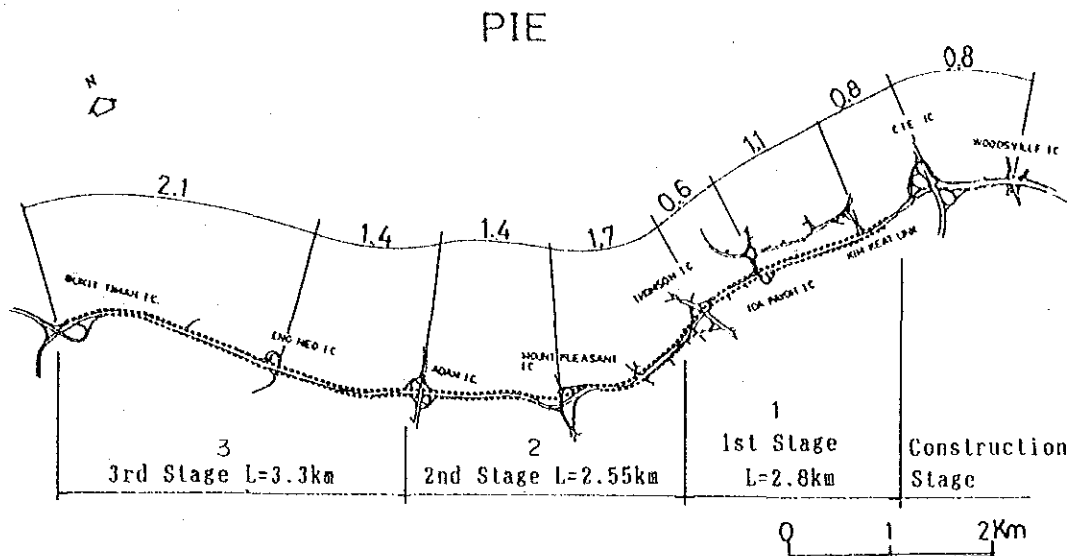 PIE
N
2.1
1.4
1.4
1.7
0.6
1.1
0.8
0.8
BUKIT TIMAH I.C.
ENG NEO IC
ADAM IC
MOUNT PLEASANT
IC
THOMSON IC
TOA PAYOH IC
KIM KEAT LINK
CTE IC
WOODSVILLE IC
3
3rd Stage L=3.3km
2
2nd Stage L=2.55km
1
1st Stage
L=2.8km
Construction
Stage
0 1 2Km